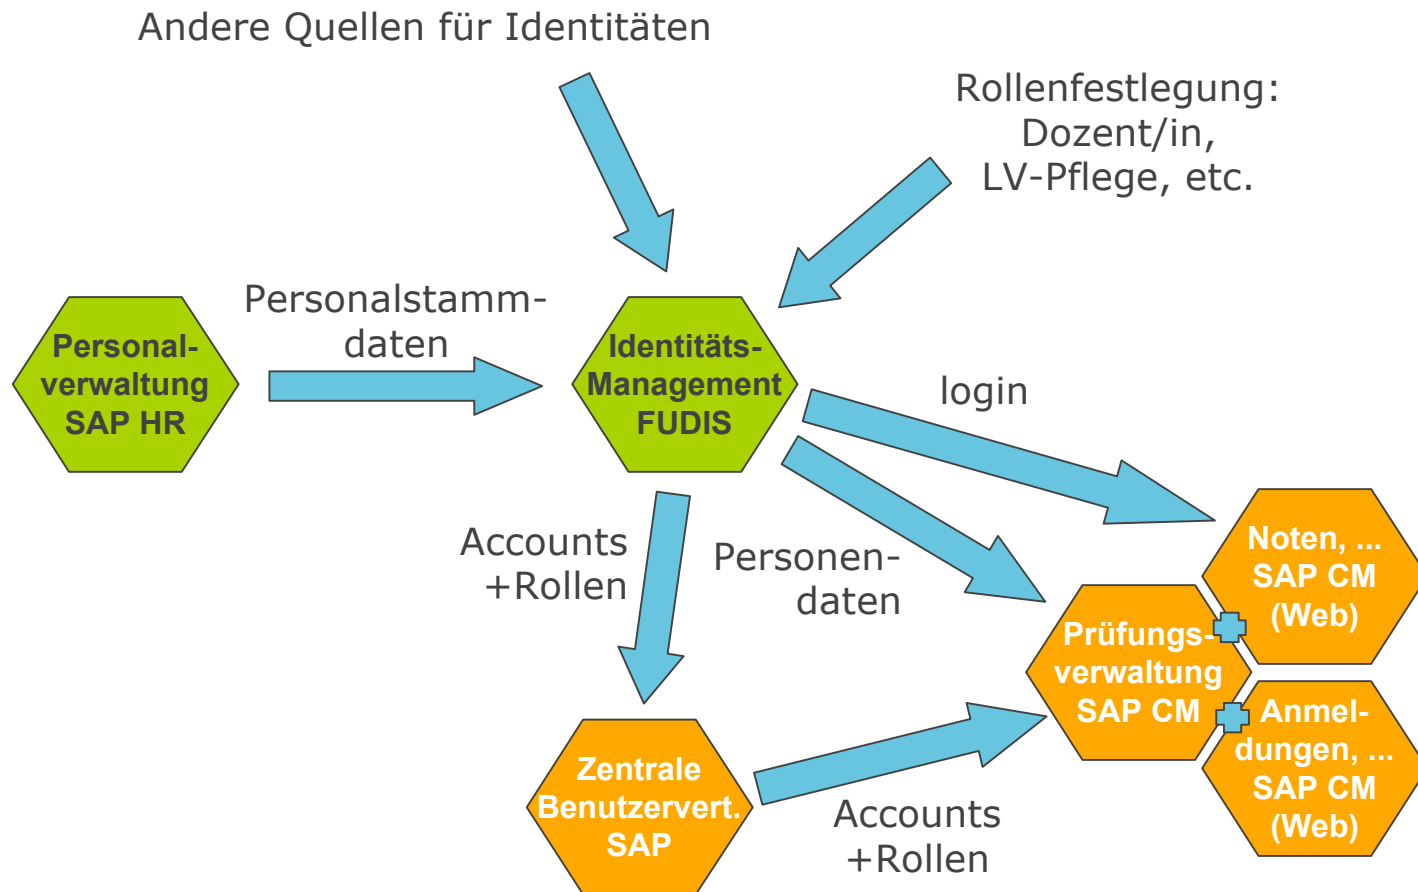 Andere Quellen für Identitäten
Rollenfestlegung:
Dozent/in,
LV-Pflege, etc.
Personalstamm-
daten
Personal-
verwaltung
SAP HR
Identitäts-
Management
FUDIS
login
Accounts
+Rollen
Personen-
daten
Noten, ...
SAP CM
(Web)
Prüfungs-
verwaltung
SAP CM
Anmel-
dungen, ...
SAP CM
(Web)
Zentrale
Benutzervert.
SAP
Accounts
+Rollen